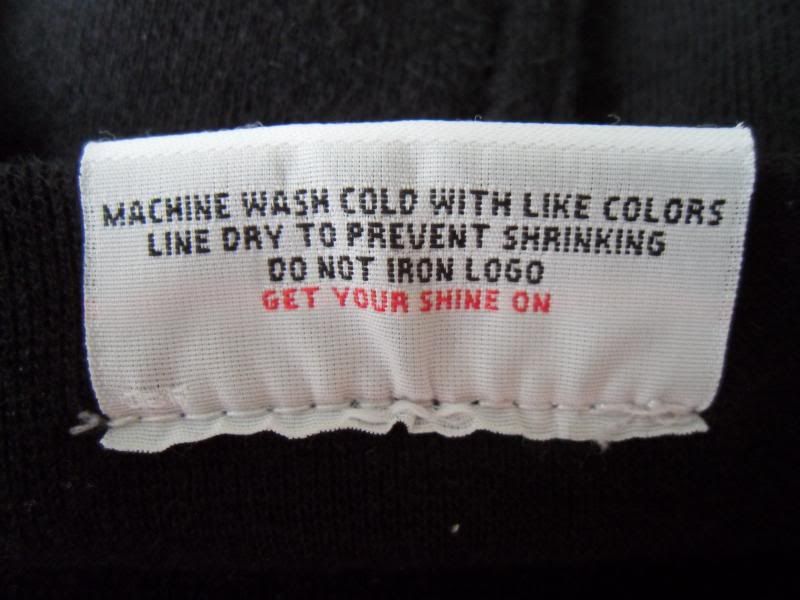 MACHINE WASH COLD WITH LIKE COLORS
LINE DRY TO PREVENT SHRINKING
DO NOT IRON LOGO
GET YOUR SHINE ON